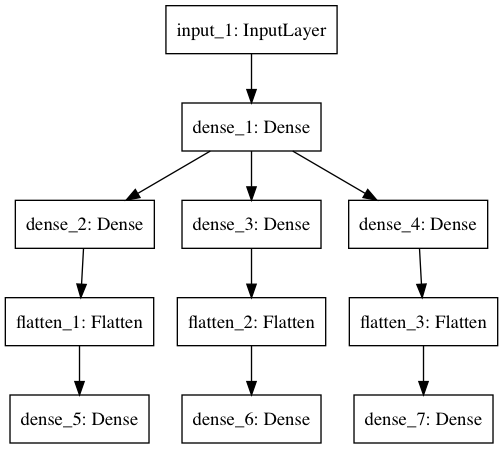 input_1: InputLayer
dense_1: Dense
dense_2: Dense
dense_3: Dense
dense_4: Dense
flatten_1: Flatten
flatten_2: Flatten
flatten_3: Flatten
dense_5: Dense
dense_6: Dense
dense_7: Dense